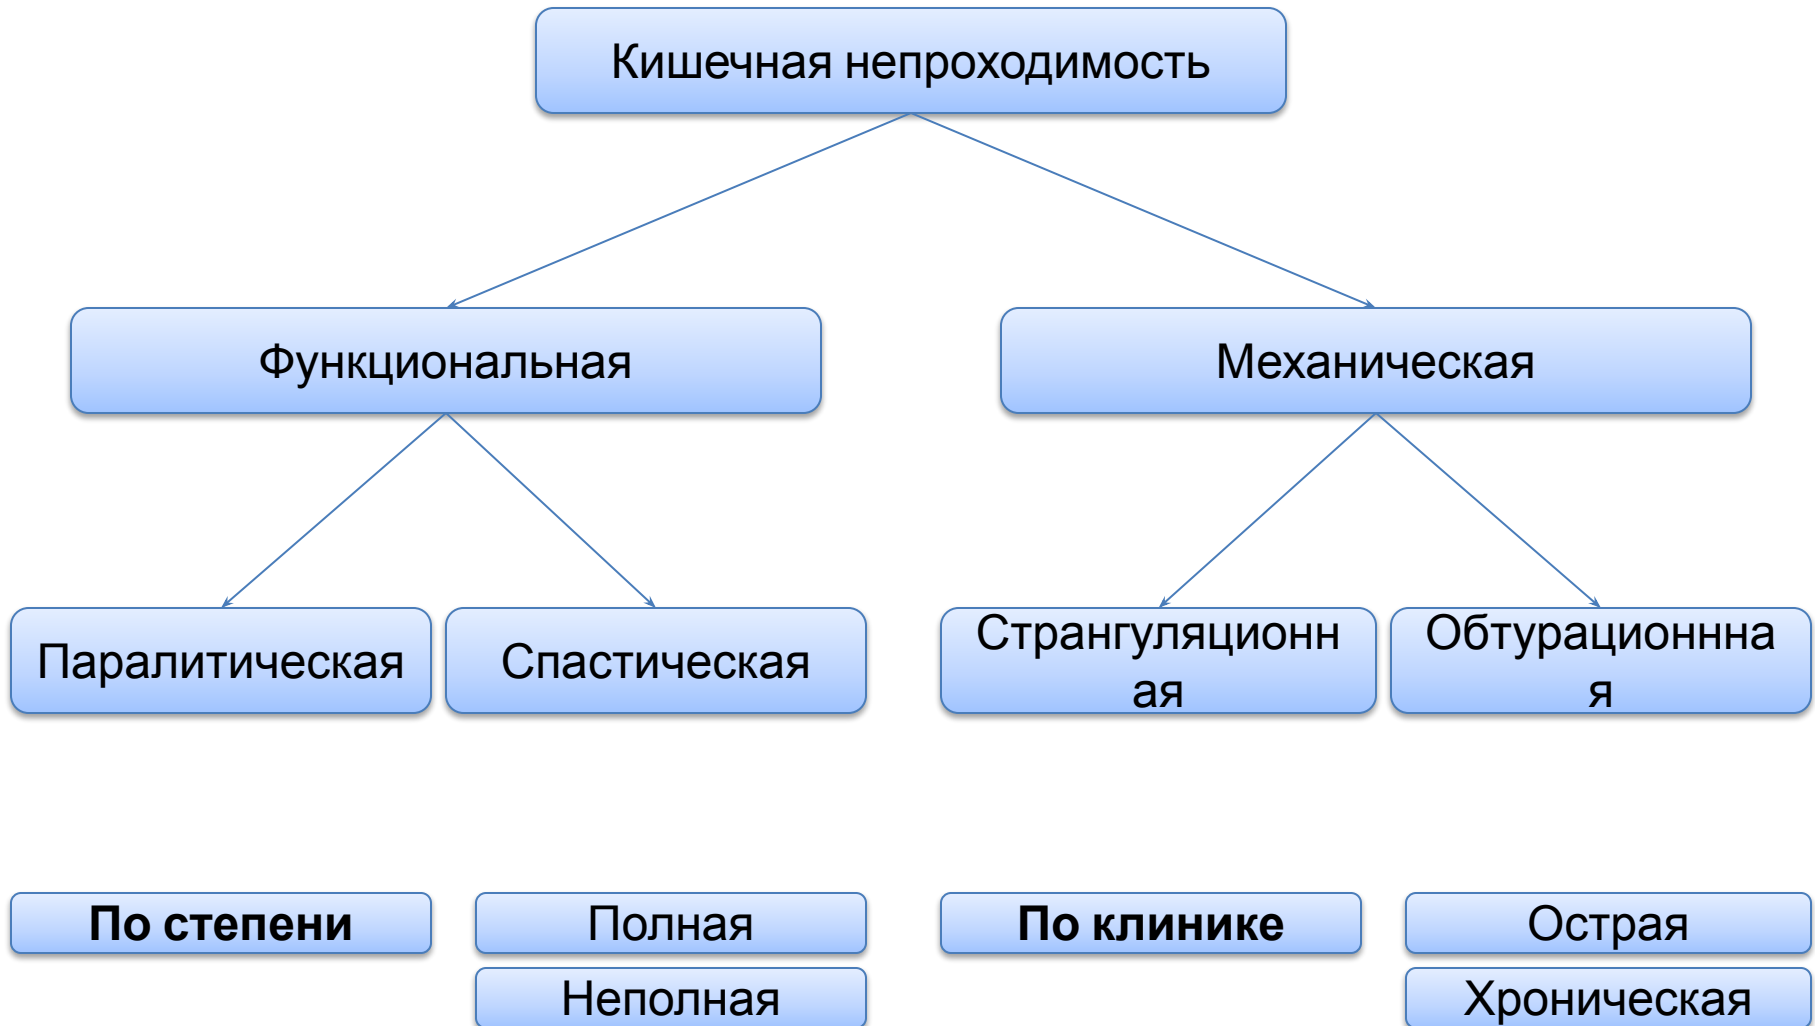 Кишечная непроходимость
Функциональная
Механическая
Паралитическая
Спастическая
Странгуляционн
ая
Обтурационнна
я
По степени
Полная
По клинике
Острая
Неполная
Хроническая